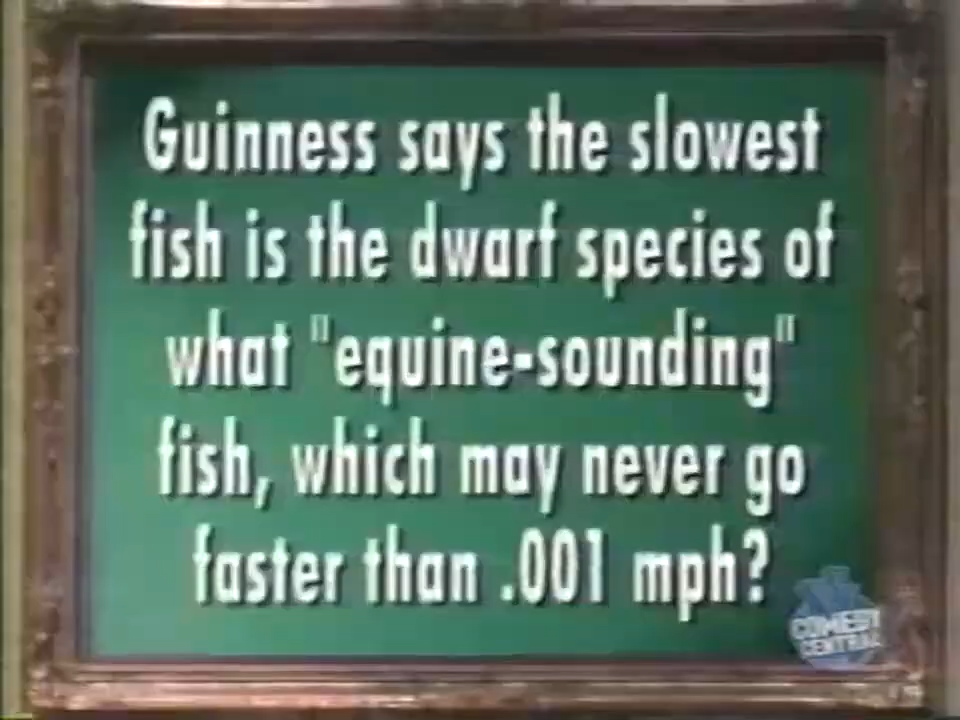 Guinness says the slowest
fish is the dwarf species of
what "equine-sounding"
fish, which may never go
faster than .001 mph?
COMEDY
CENTRAL